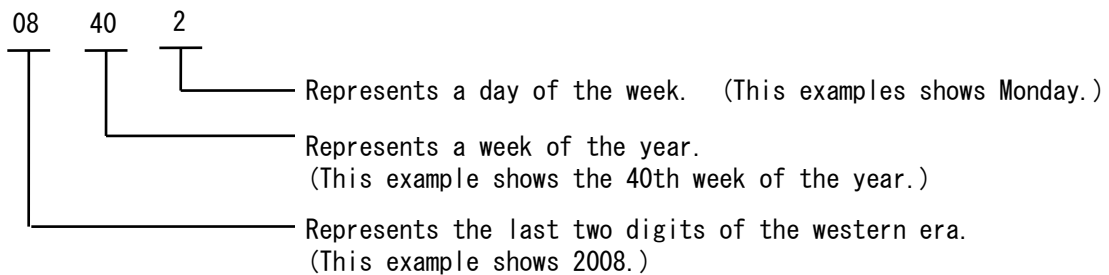 08 40 2
Represents a day of the week. (This examples shows Monday.)
Represents a week of the year.
(This example shows the 40th week of the year.)
Represents the last two digits of the western era.
(This example shows 2008.)